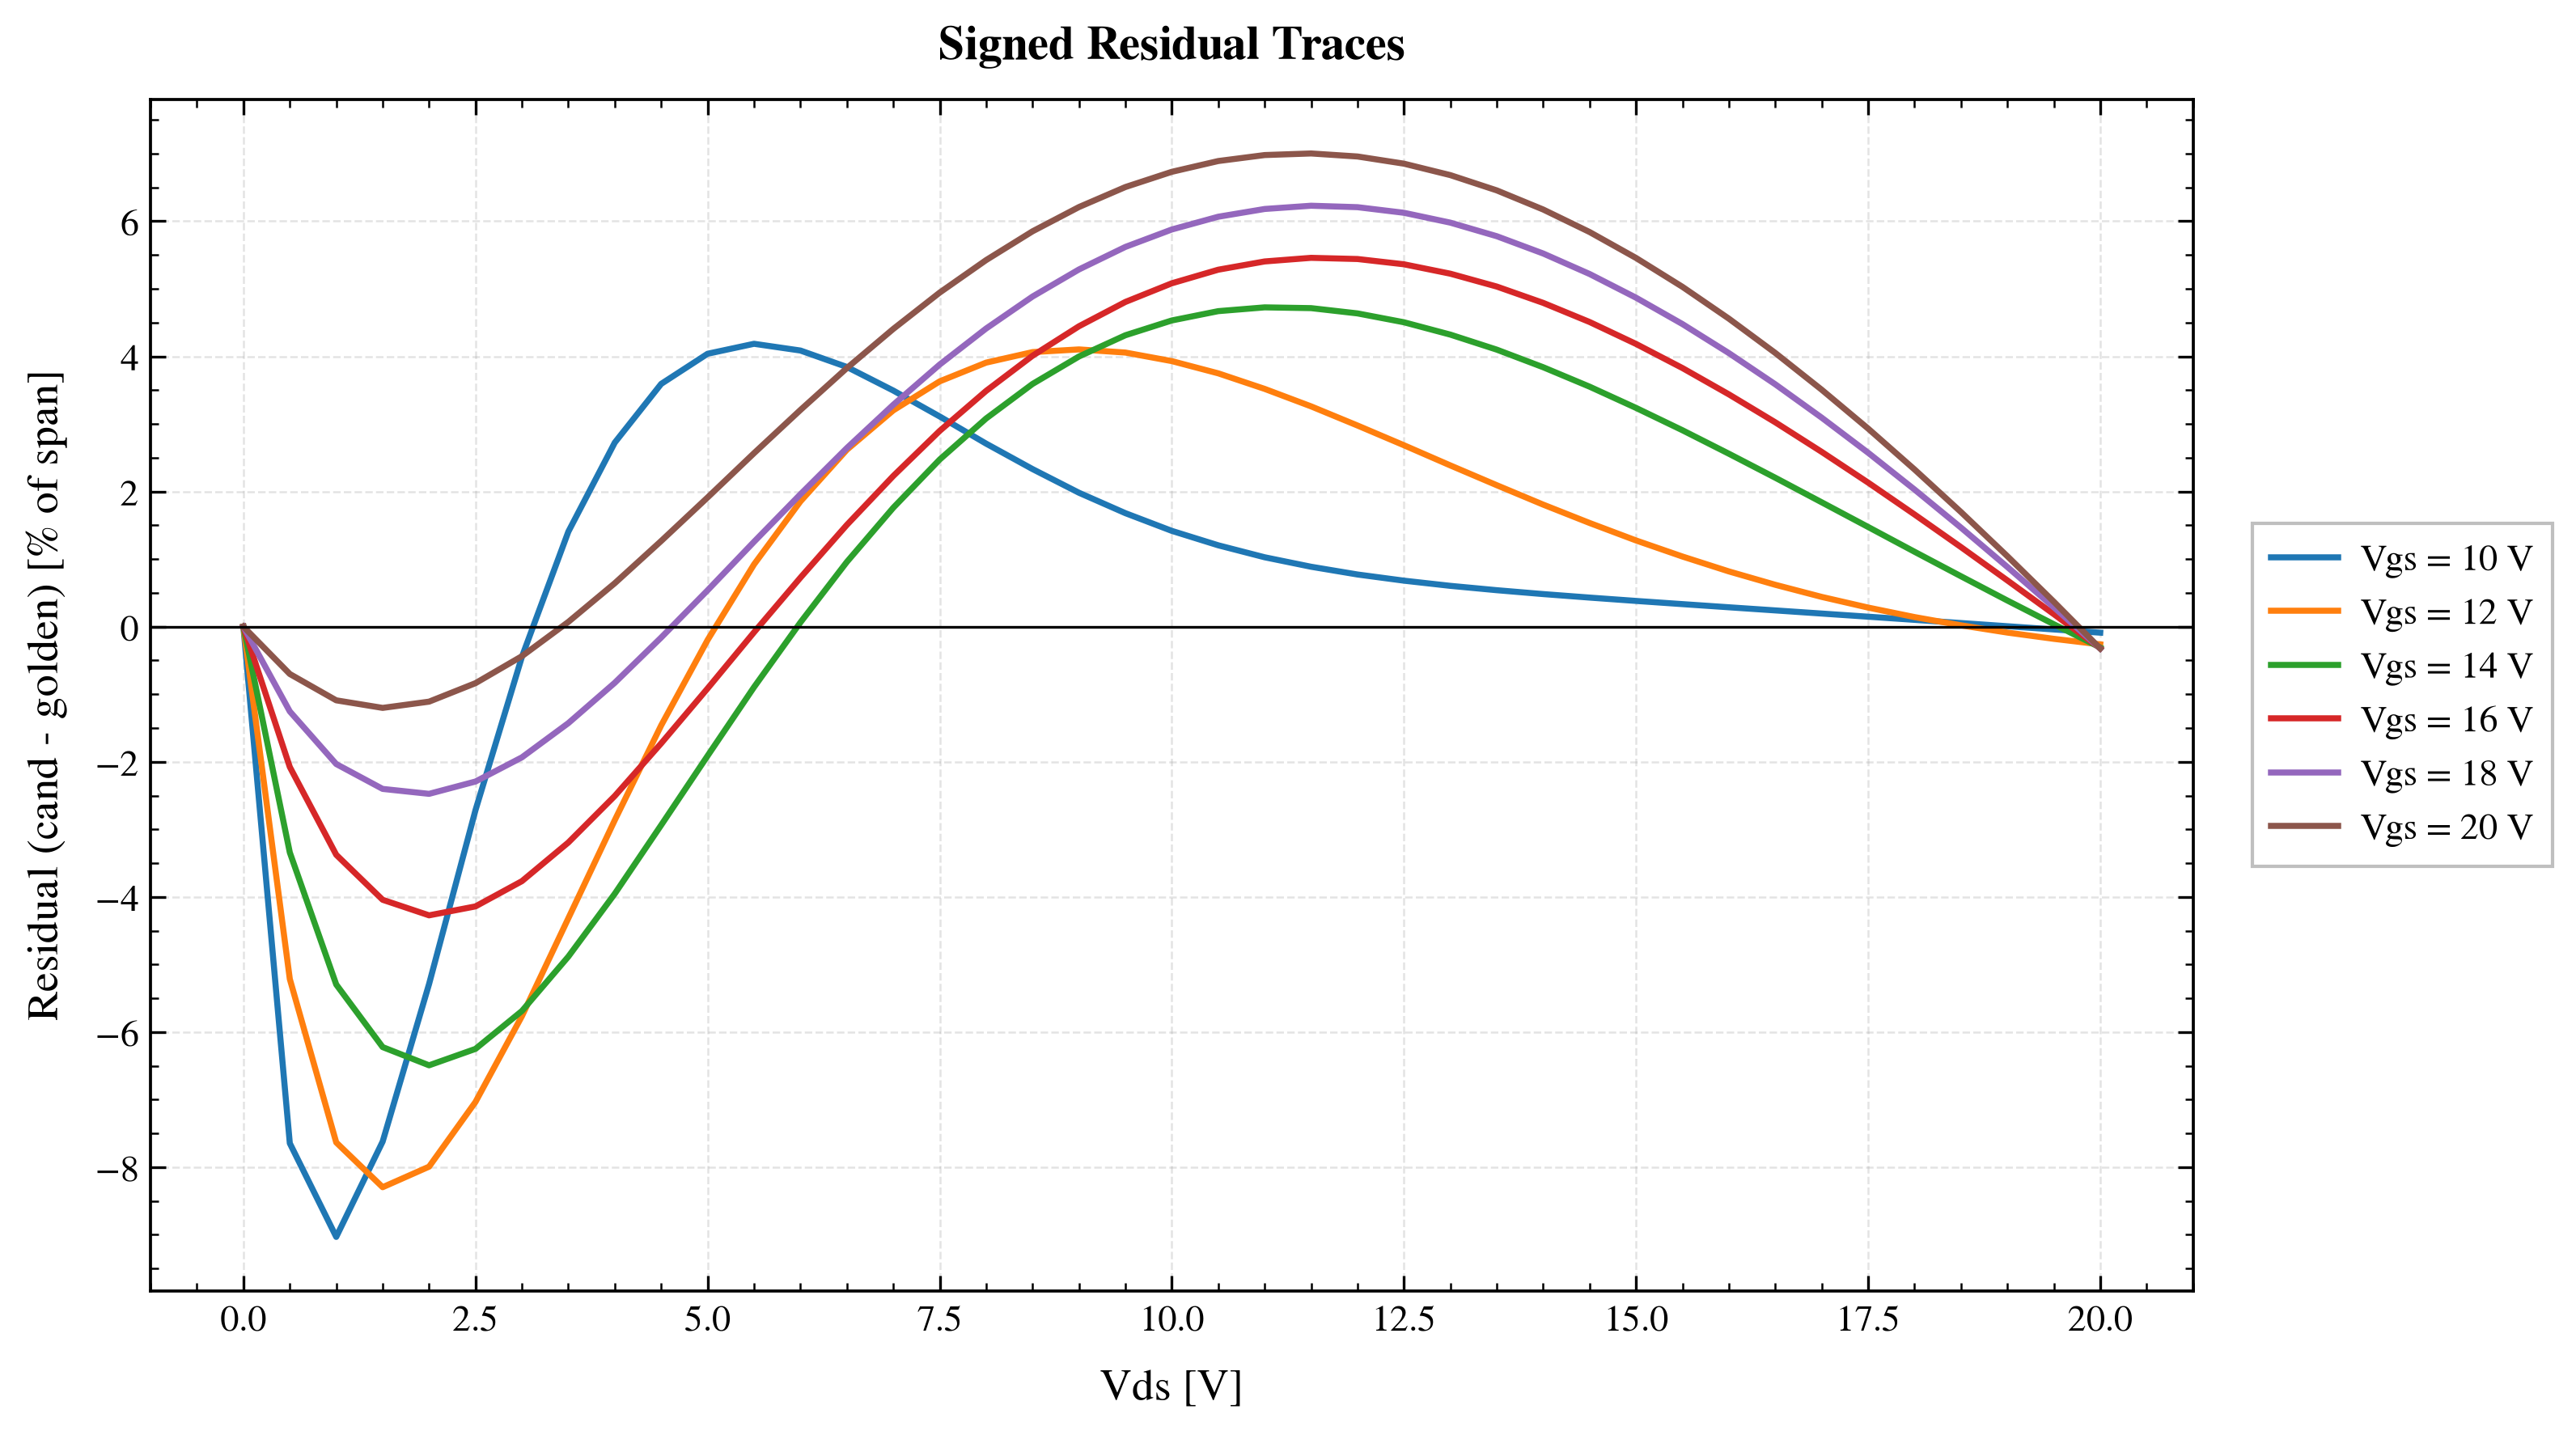 Signed Residual Traces
Residual (cand - golden) [% of span]
6
4
2
0
−2
−4
−6
−8
0.0 2.5 5.0 7.5 10.0 12.5 15.0 17.5 20.0
Vds [V]
Vgs = 10 V
Vgs = 12 V
Vgs = 14 V
Vgs = 16 V
Vgs = 18 V
Vgs = 20 V